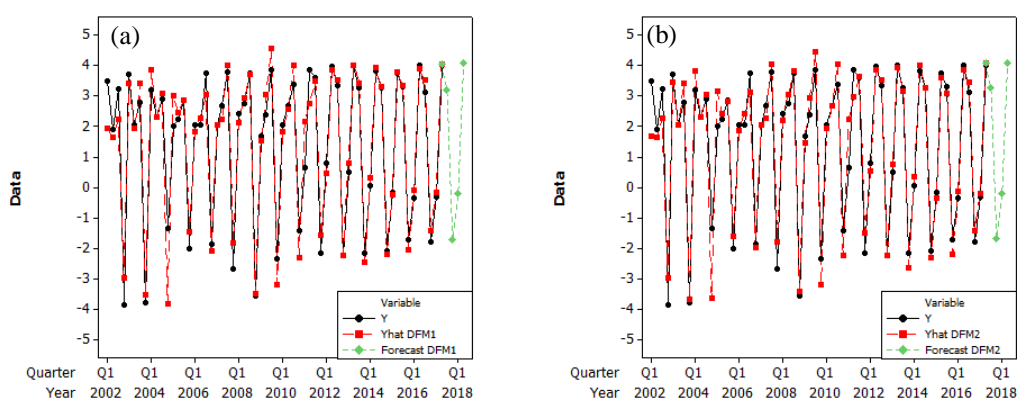 (a)
5
4
3
2
1
0
-1
-2
-3
-4
-5
Data
Variable
Y
Yhat DFM1
Forecast DFM1
Quarter Q1 Q1 Q1 Q1 Q1 Q1 Q1 Q1 Q1
Year 2002 2004 2006 2008 2010 2012 2014 2016 2018
(b)
5
4
3
2
1
0
-1
-2
-3
-4
-5
Data
Variable
Y
Yhat DFM2
Forecast DFM2
Quarter Q1 Q1 Q1 Q1 Q1 Q1 Q1 Q1 Q1
Year 2002 2004 2006 2008 2010 2012 2014 2016 2018